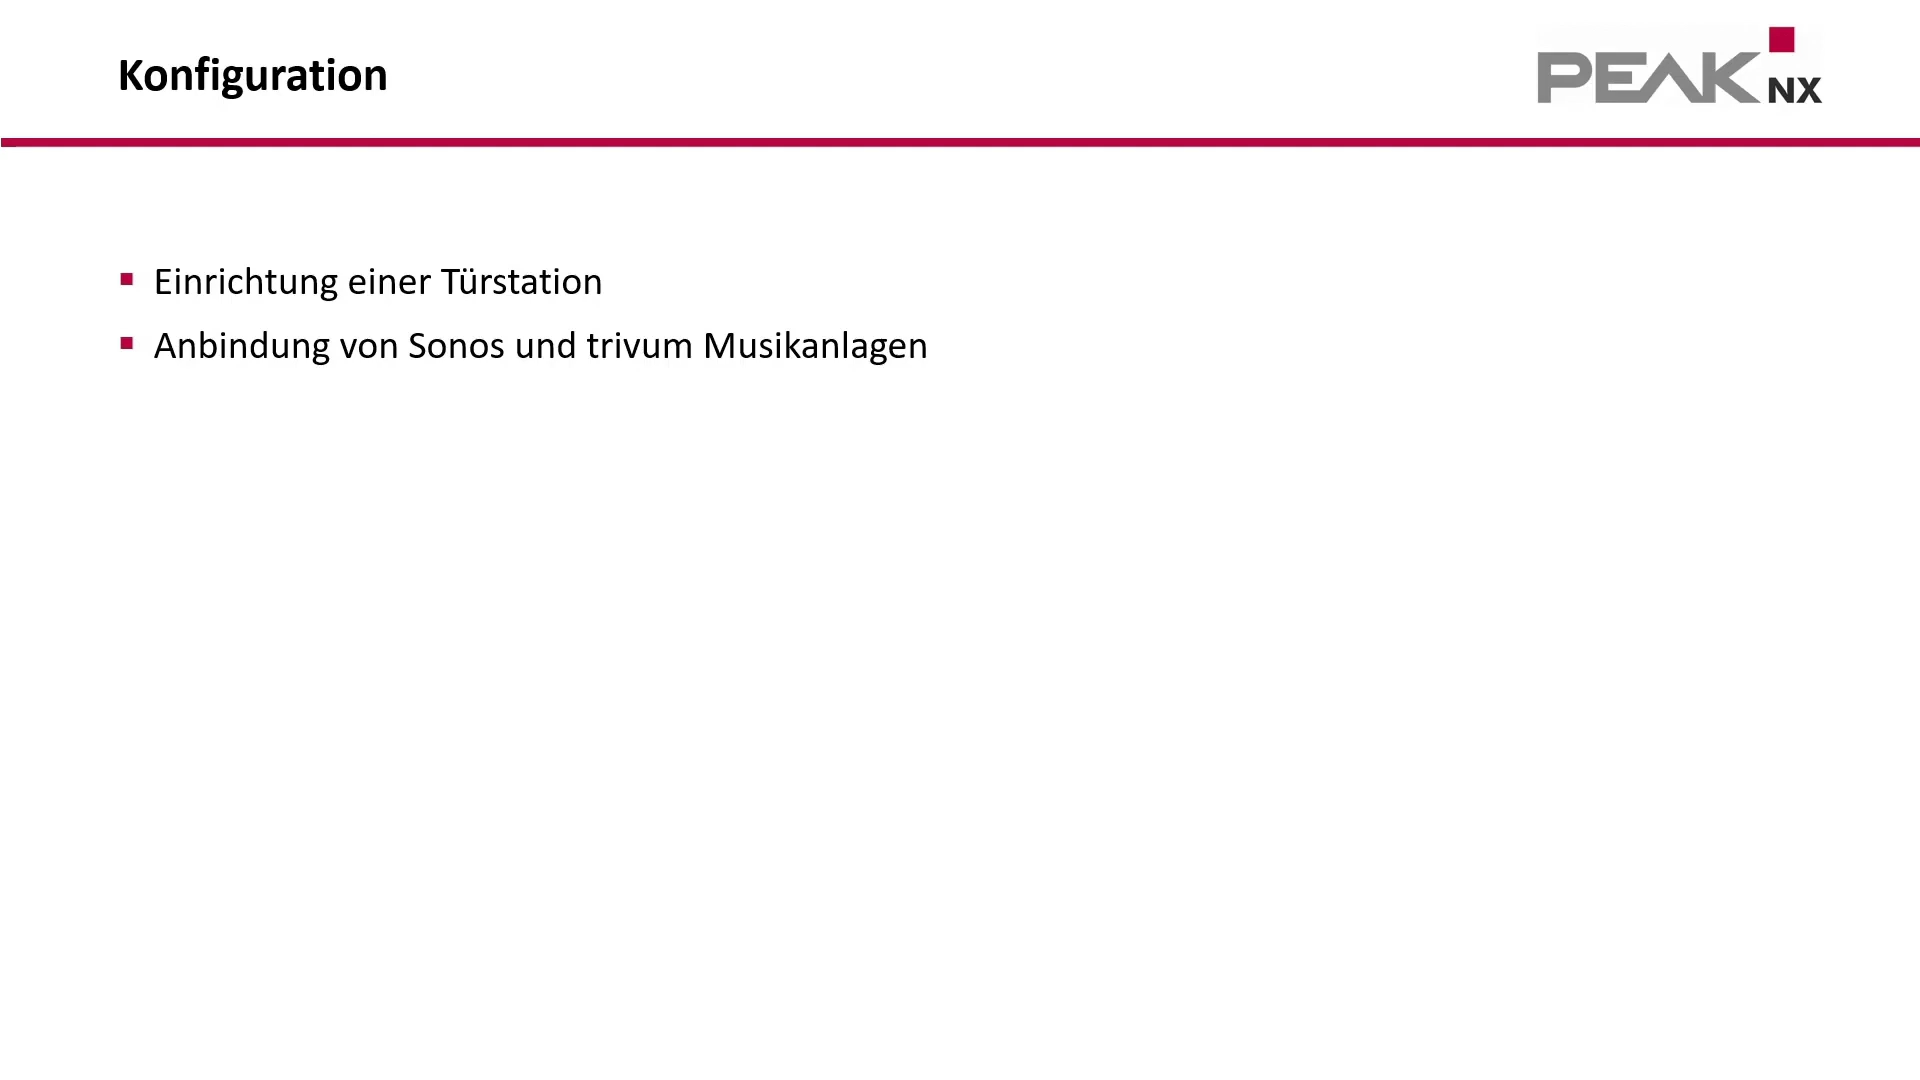 Konfiguration
PEAK NX
Einrichtung einer Türstation
Anbindung von Sonos und trivum Musikanlagen